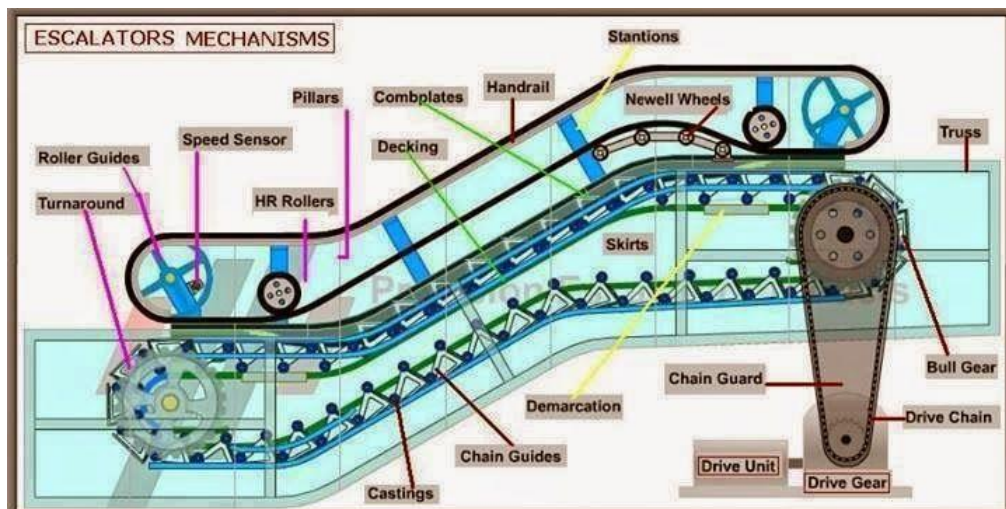 ESCALATORS MECHANISMS
Stantions
Handrail
Pillars
Combplates
Newell Wheels
Truss
Speed Sensor
Decking
Roller Guides
Turnaround
HR Rollers
Skirts
Bull Gear
Chain Guard
Demarcation
Drive Chain
Chain Guides
Drive Unit
Drive Gear
Castings